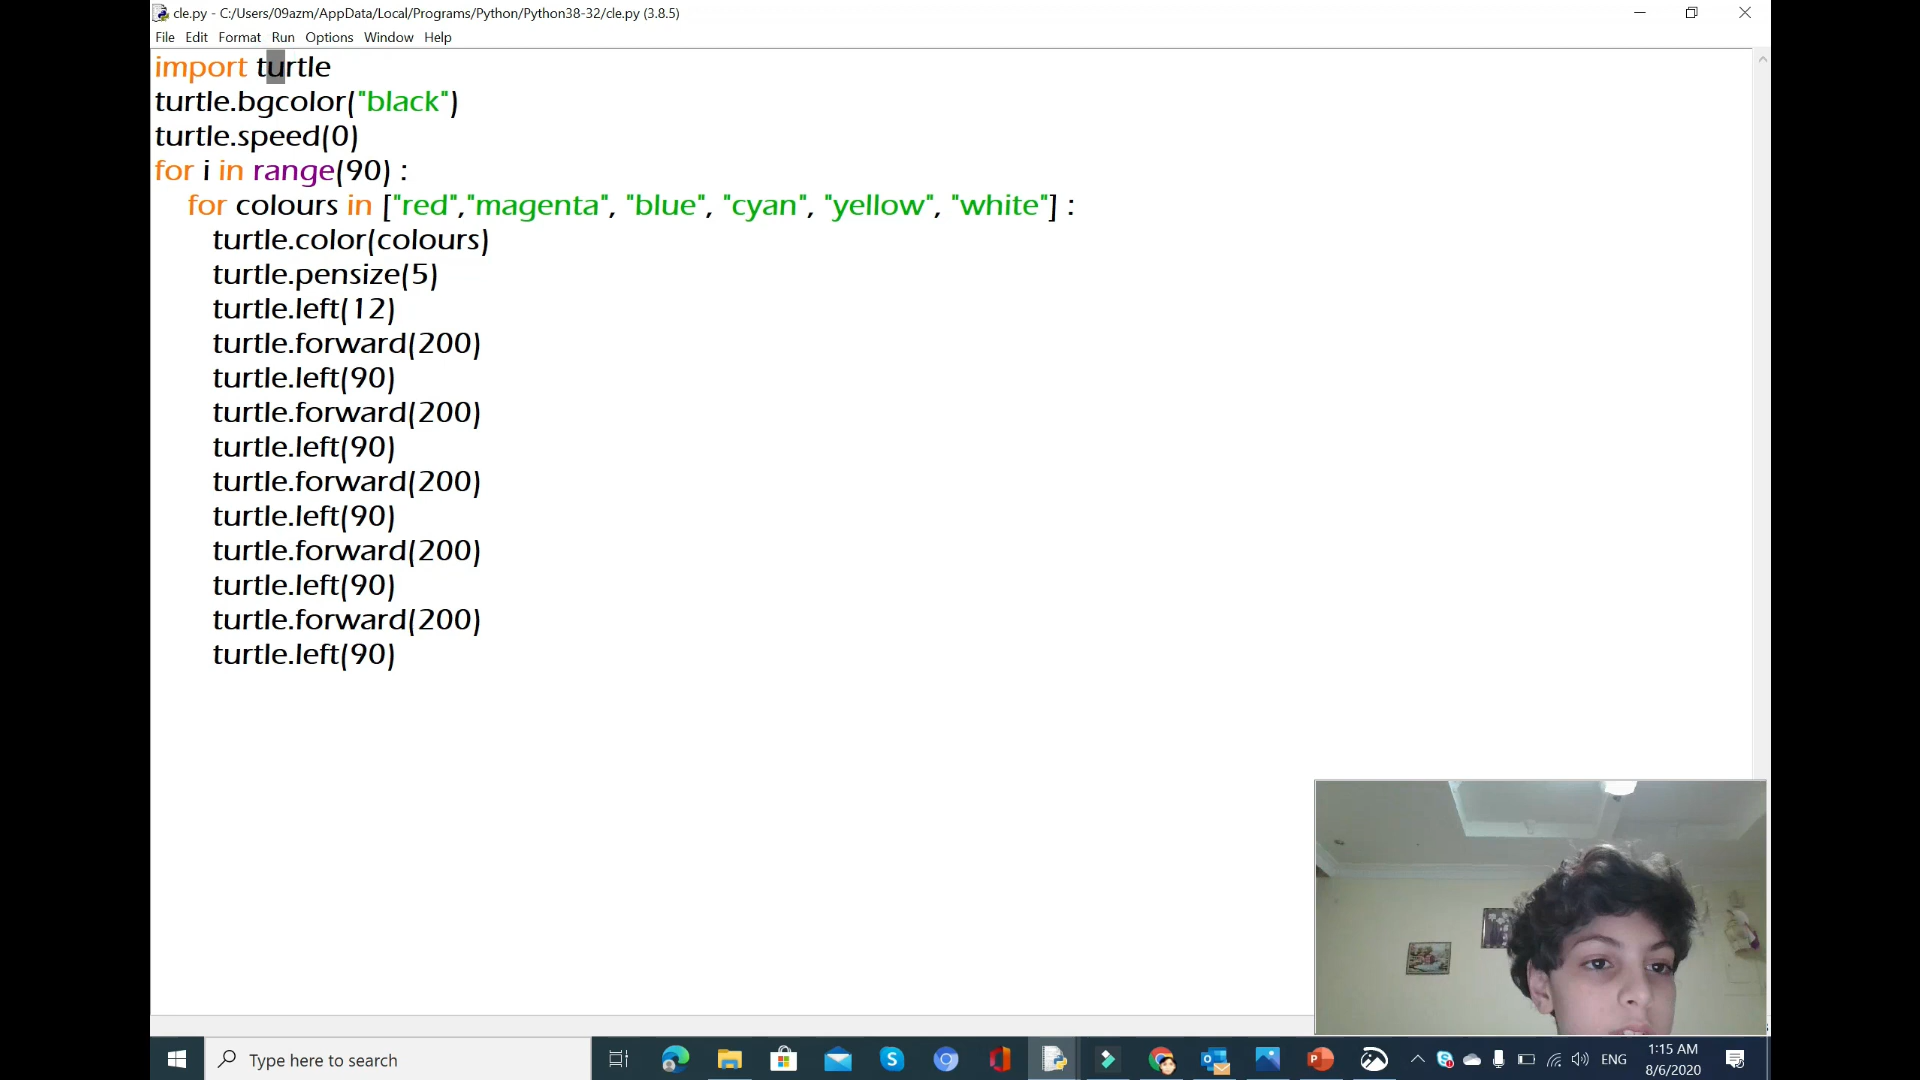 cle.py - C:/Users/09azm/AppData/Local/Programs/Python/Python38-32/cle.py (3.8.5)
File Edit Format Run Options Window Help
import turtle
turtle.bgcolor("black")
turtle.speed(0)
for i in range(90) :
for colours in ["red","magenta", "blue", "cyan", "yellow", "white"] :
turtle.color(colours)
turtle.pensize(5)
turtle.left(12)
turtle.forward(200)
turtle.left(90)
turtle.forward(200)
turtle.left(90)
turtle.forward(200)
turtle.left(90)
turtle.forward(200)
turtle.left(90)
turtle.forward(200)
turtle.left(90)
Type here to search
ENG
1:15 AM
8/6/2020